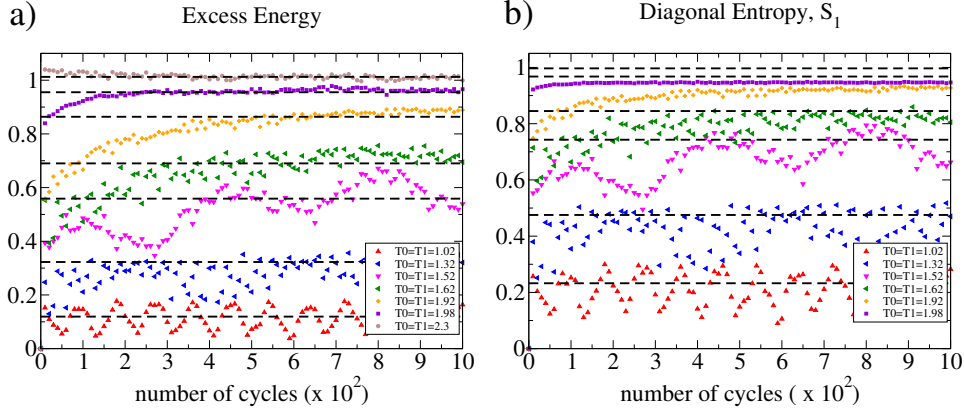 a)
Excess Energy
1
0.8
0.6
0.4
0.2
0
0 1 2 3 4 5 6 7 8 9 10
number of cycles (x 10²)
T0=T1=1.02
T0=T1=1.32
T0=T1=1.52
T0=T1=1.62
T0=T1=1.92
T0=T1=1.98
T0=T1=2.3
b)
Diagonal Entropy, S₁
1
0.8
0.6
0.4
0.2
0
0 1 2 3 4 5 6 7 8 9 10
number of cycles ( x 10²)
T0=T1=1.02
T0=T1=1.32
T0=T1=1.52
T0=T1=1.62
T0=T1=1.92
T0=T1=1.98